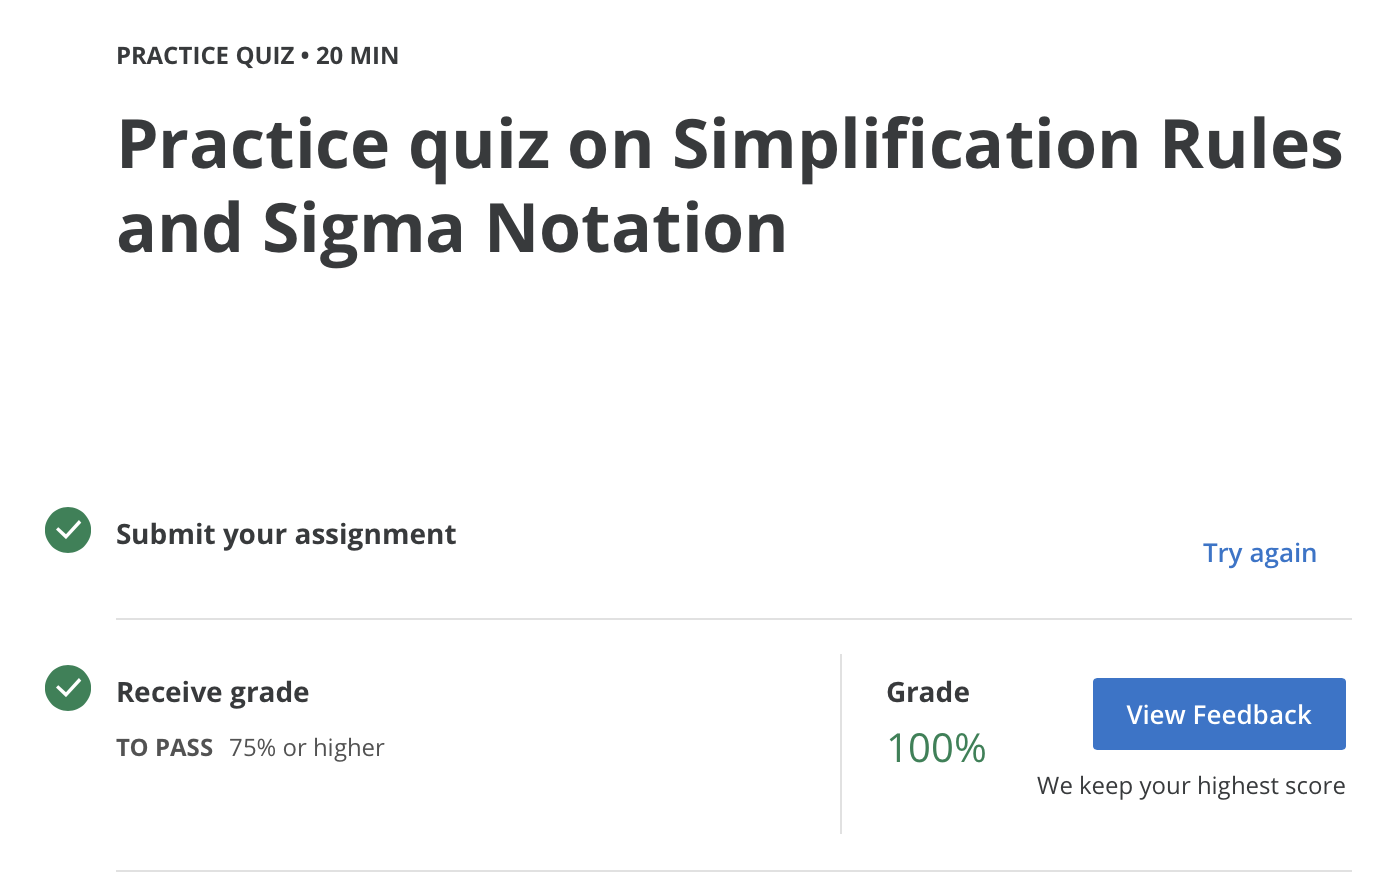 PRACTICE QUIZ • 20 MIN
Practice quiz on Simplification Rules
and Sigma Notation
Submit your assignment
Try again
Receive grade
TO PASS 75% or higher
Grade
100%
View Feedback
We keep your highest score